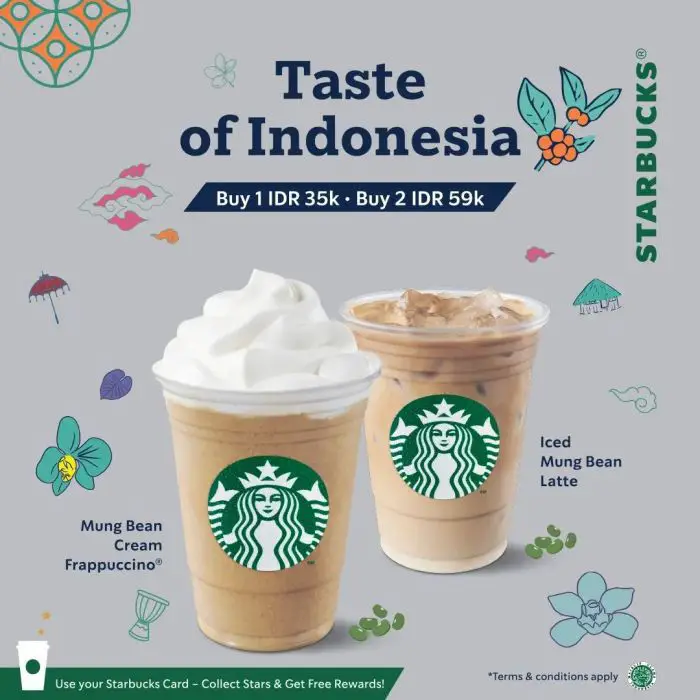 Taste
of Indonesia
STARBUCKS®
Buy 1 IDR 35k • Buy 2 IDR 59k
Iced
Mung Bean
Latte
Mung Bean
Cream
Frappuccino®
Use your Starbucks Card – Collect Stars & Get Free Rewards!
*Terms & conditions apply